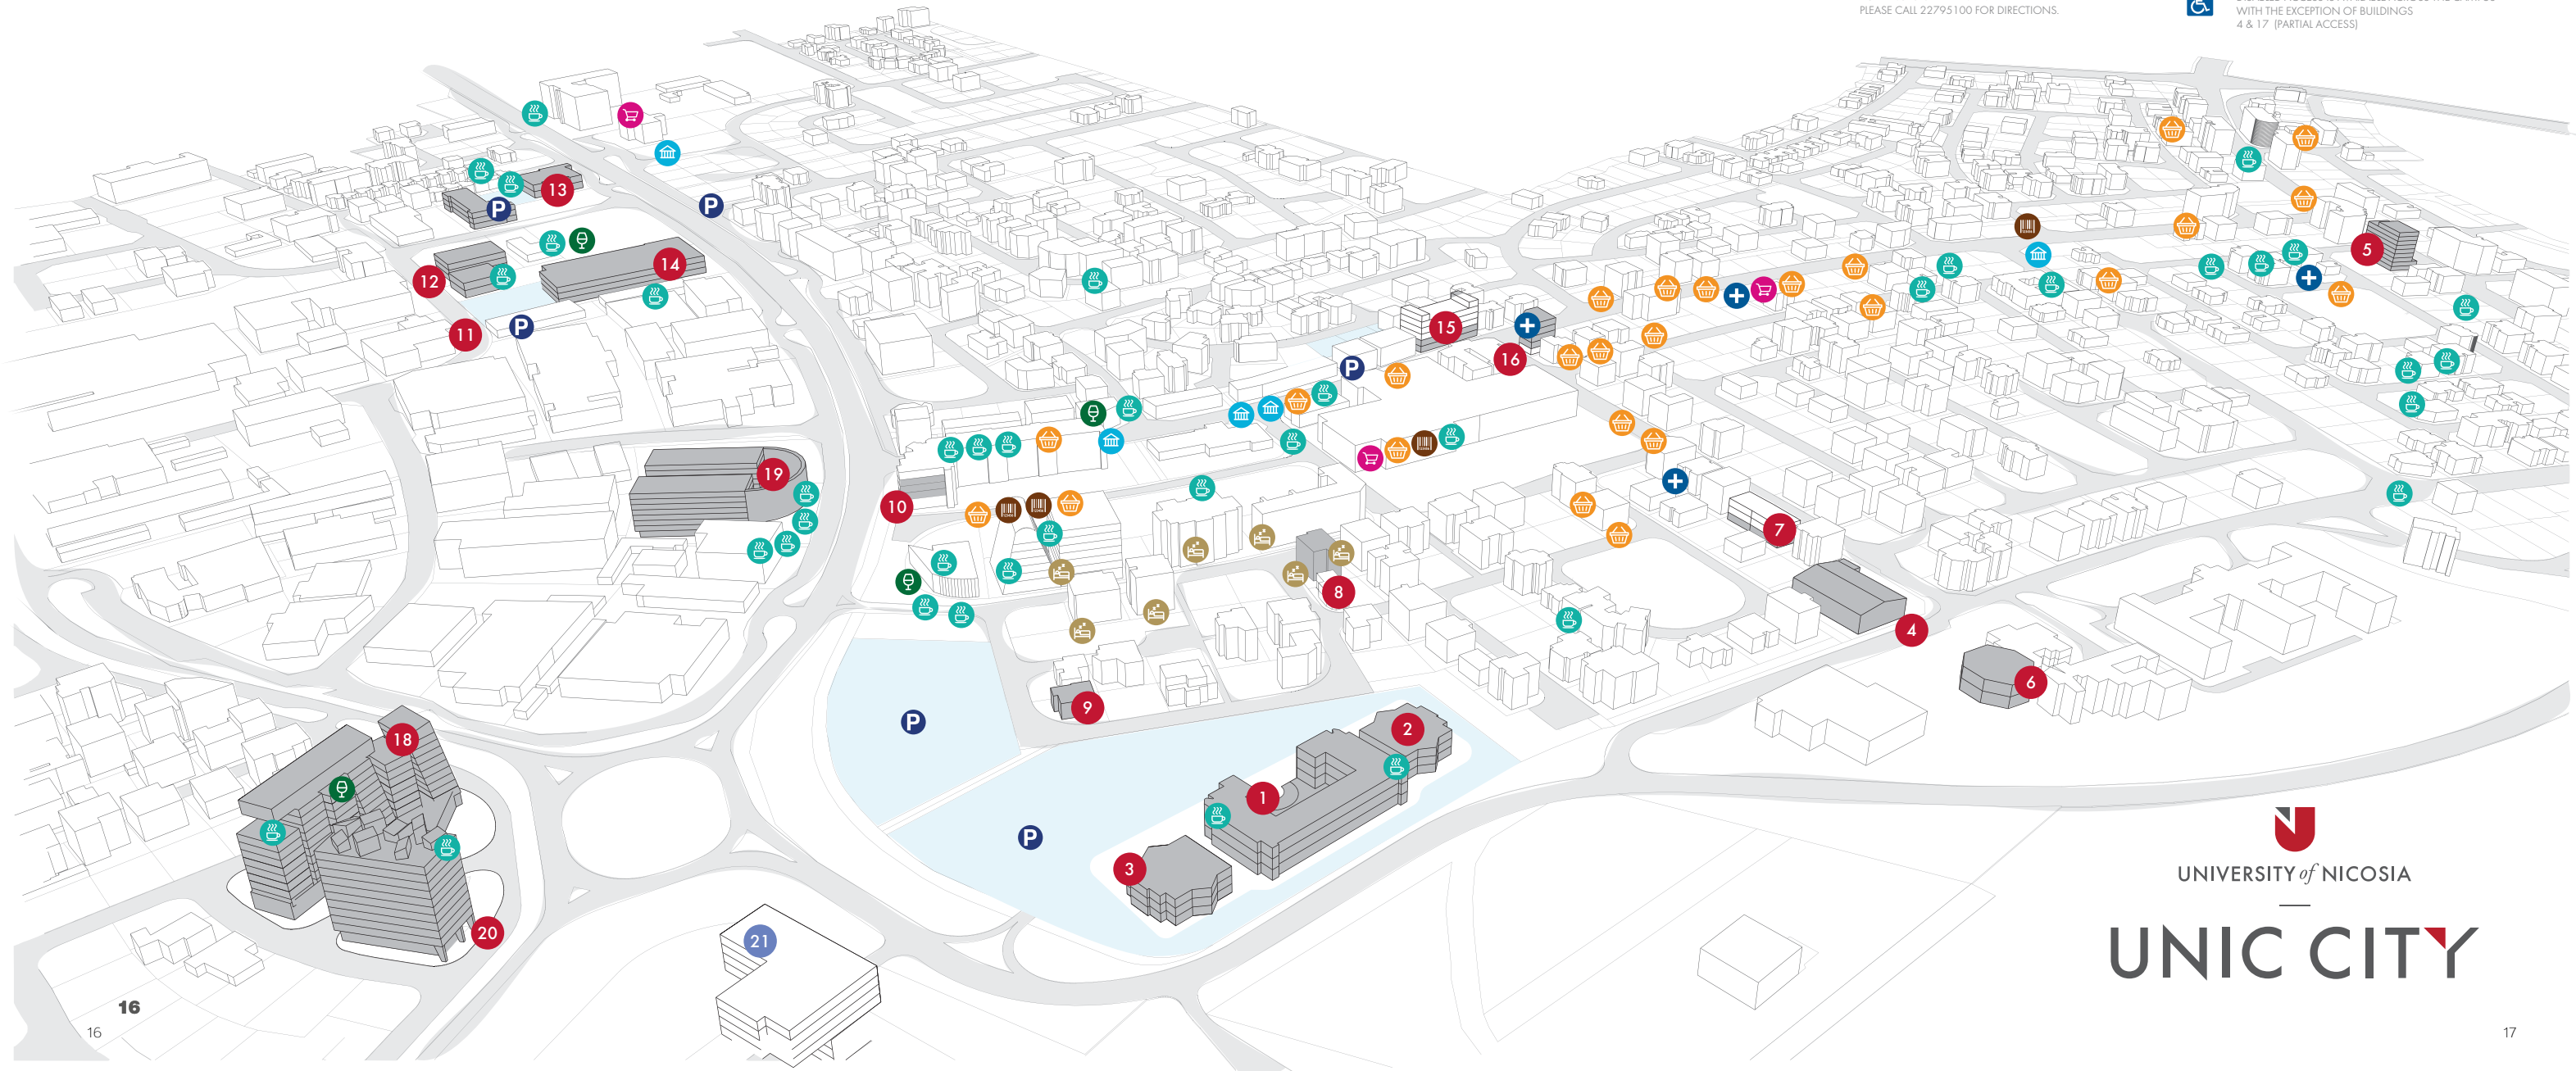 PLEASE CALL 22795100 FOR DIRECTIONS.
WITH THE EXCEPTION OF BUILDINGS
4 & 17 (PARTIAL ACCESS)
13
P
P
12
14
11
P
5
15
16
P
19
10
7
8
4
6
9
P
2
18
1
P
3
20
21
UNIVERSITY of NICOSIA
UNIC CITY
16
16
17